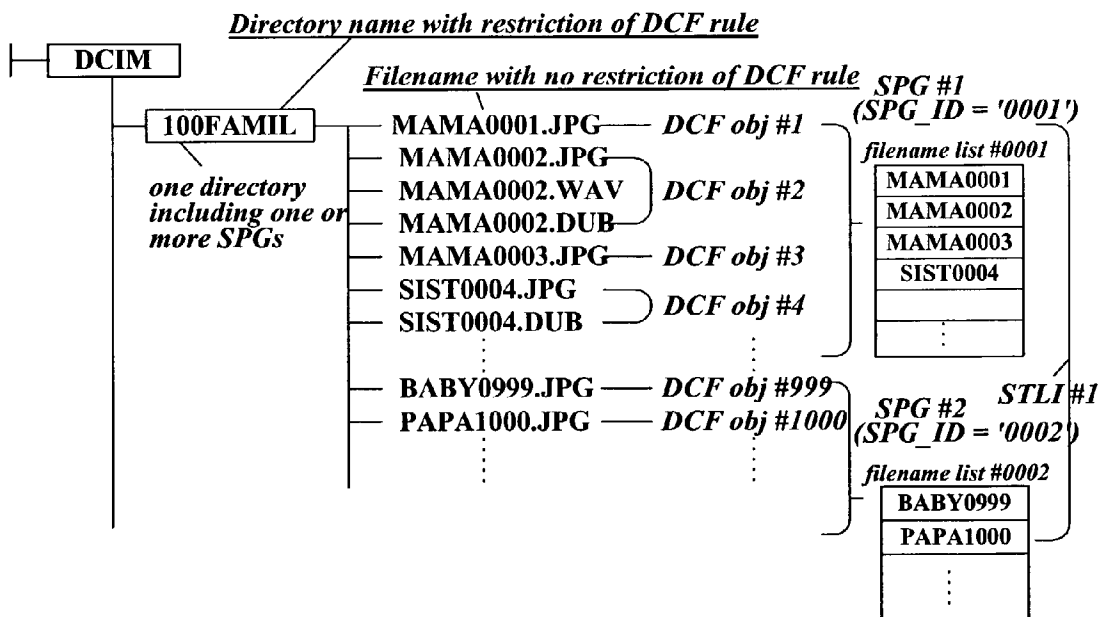 Directory name with restriction of DCF rule
DCIM
Filename with no restriction of DCF rule
SPG #1
(SPG_ID = '0001')
100FAMIL
MAMA0001.JPG
DCF obj #1
filename list #0001
MAMA0002.JPG
MAMA0002.WAV
MAMA0002.DUB
DCF obj #2
MAMA0003.JPG
DCF obj #3
SIST0004.JPG
SIST0004.DUB
DCF obj #4
one directory
including one or
more SPGs
MAMA0001
MAMA0002
MAMA0003
SIST0004
BABY0999.JPG
DCF obj #999
PAPA1000.JPG
DCF obj #1000
STLI #1
SPG #2
(SPG_ID = '0002')
filename list #0002
BABY0999
PAPA1000